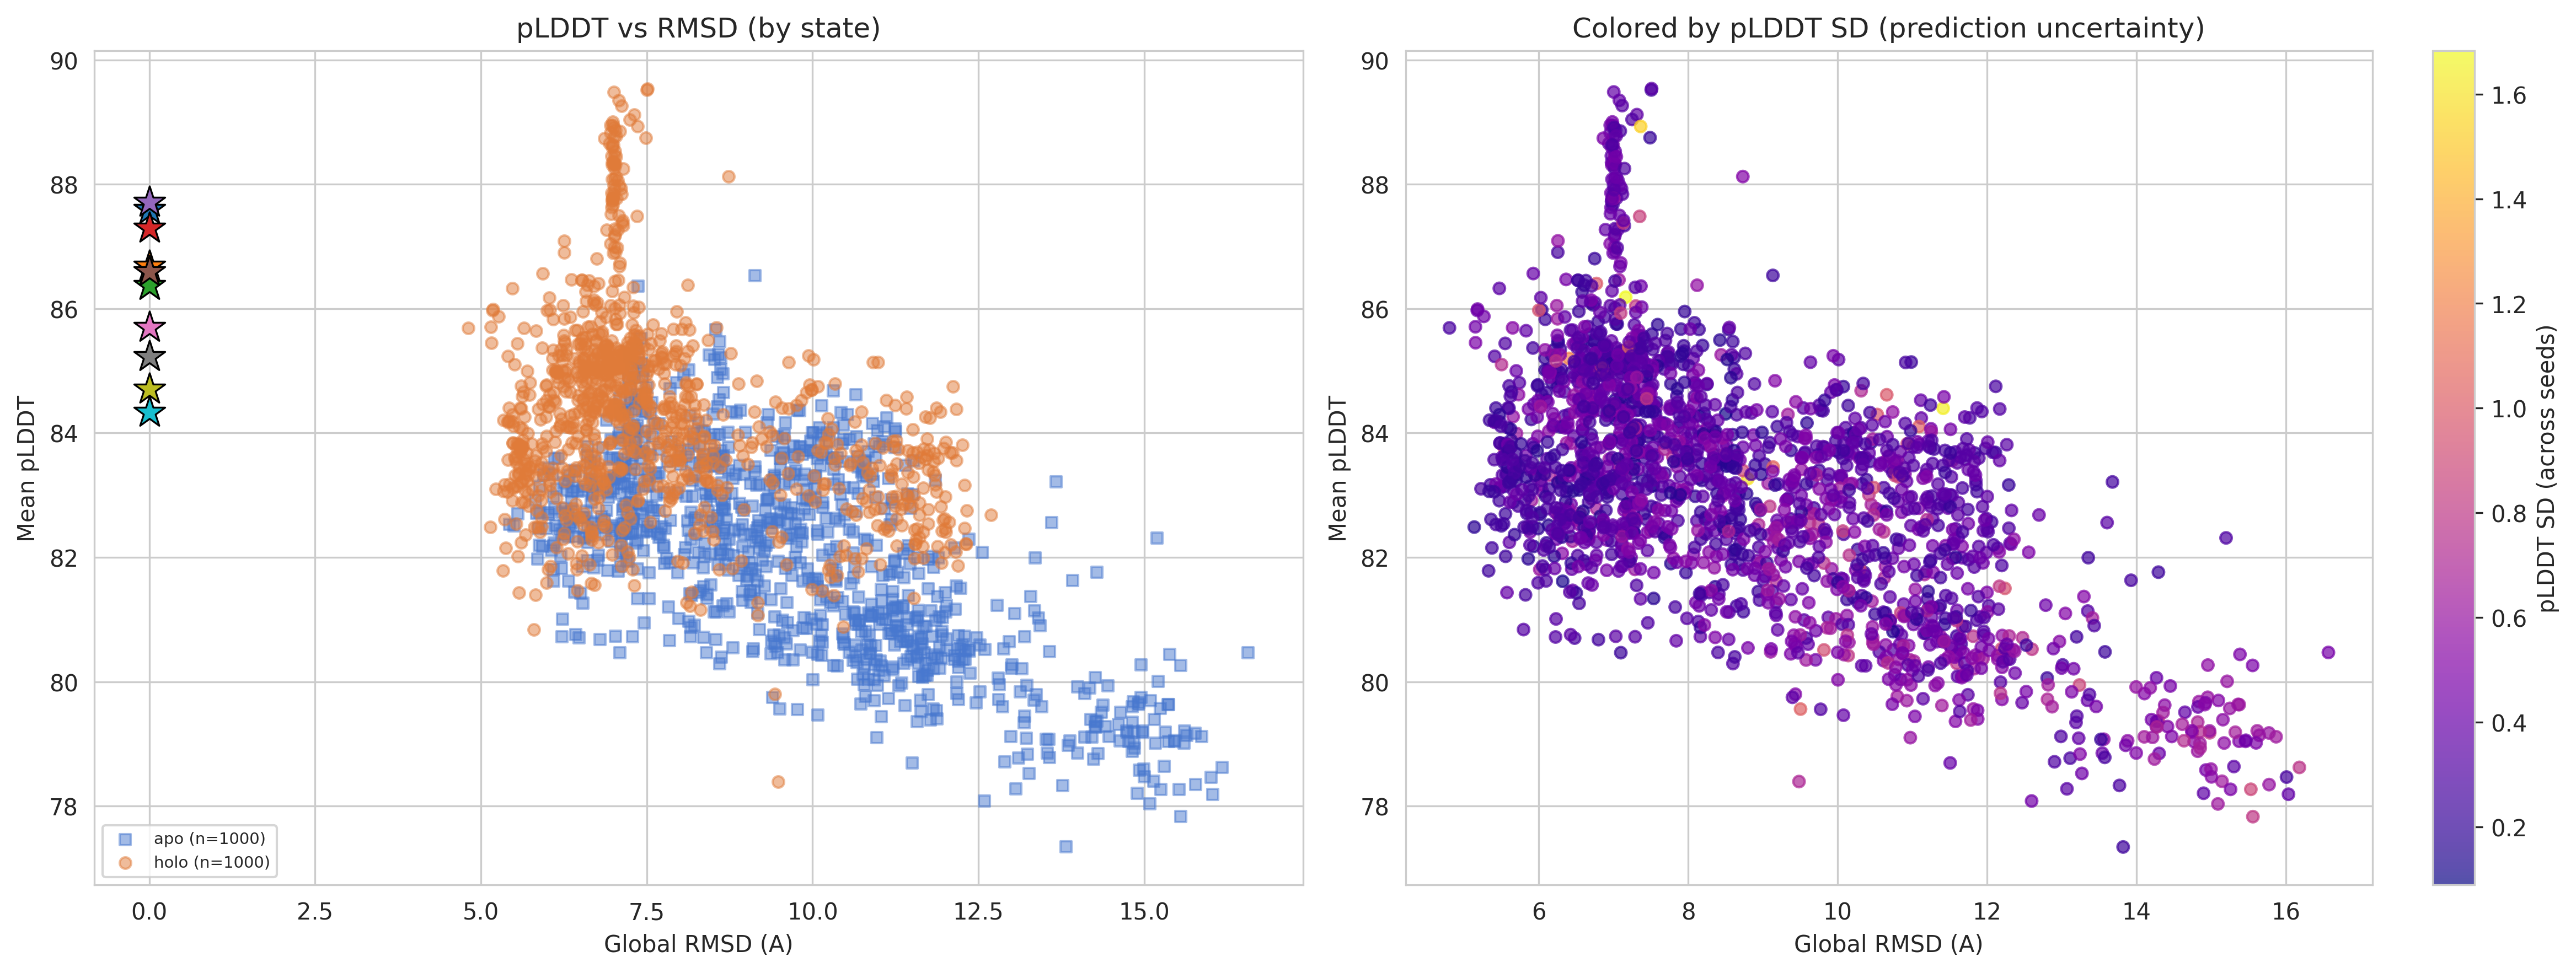 pLDDT vs RMSD (by state)
90
88
86
84
82
80
78
Mean pLDDT
0.0 2.5 5.0 7.5 10.0 12.5 15.0
Global RMSD (A)
apo (n=1000)
holo (n=1000)
Colored by pLDDT SD (prediction uncertainty)
90
88
86
84
82
80
78
Mean pLDDT
6 8 10 12 14 16
Global RMSD (A)
1.6
1.4
1.2
1.0
0.8
0.6
0.4
0.2
pLDDT SD (across seeds)